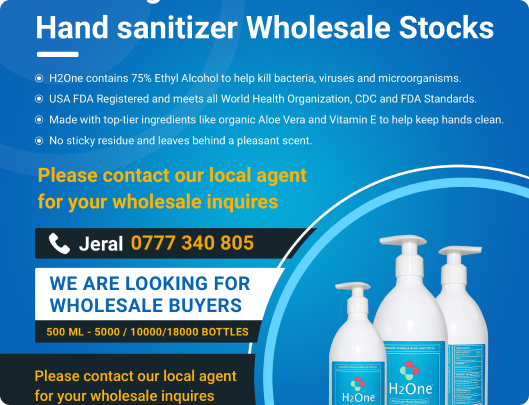 Hand sanitizer Wholesale Stocks
H2One contains 75% Ethyl Alcohol to help kill bacteria, viruses and microorganisms.
USA FDA Registered and meets all World Health Organization, CDC and FDA Standards.
Made with top-tier ingredients like organic Aloe Vera and Vitamin E to help keep hands clean.
No sticky residue and leaves behind a pleasant scent.
Please contact our local agent
for your wholesale inquires
Jeral 0777 340 805
WE ARE LOOKING FOR
WHOLESALE BUYERS
500 ML - 5000 / 10000/18000 BOTTLES
Please contact our local agent
for your wholesale inquires
H2One
H2One